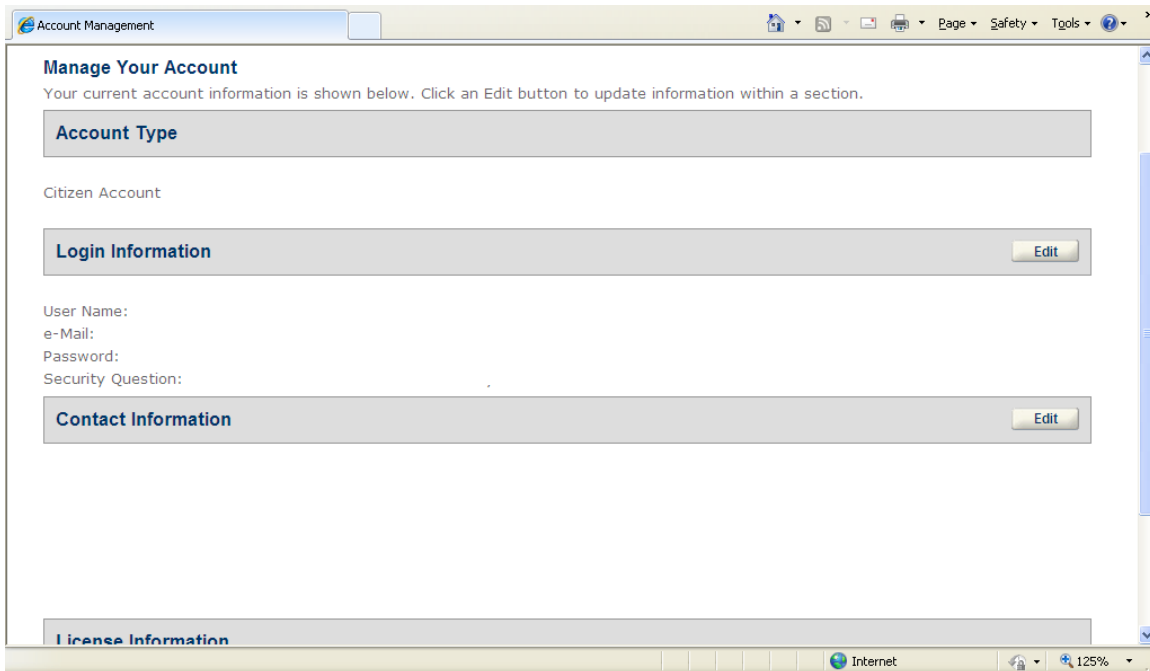 Account Management
Page Safety Tools
Manage Your Account
Your current account information is shown below. Click an Edit button to update information within a section.
Account Type
Citizen Account
Login Information Edit
User Name:
e-Mail:
Password:
Security Question:
Contact Information Edit
License Information
Internet 125%